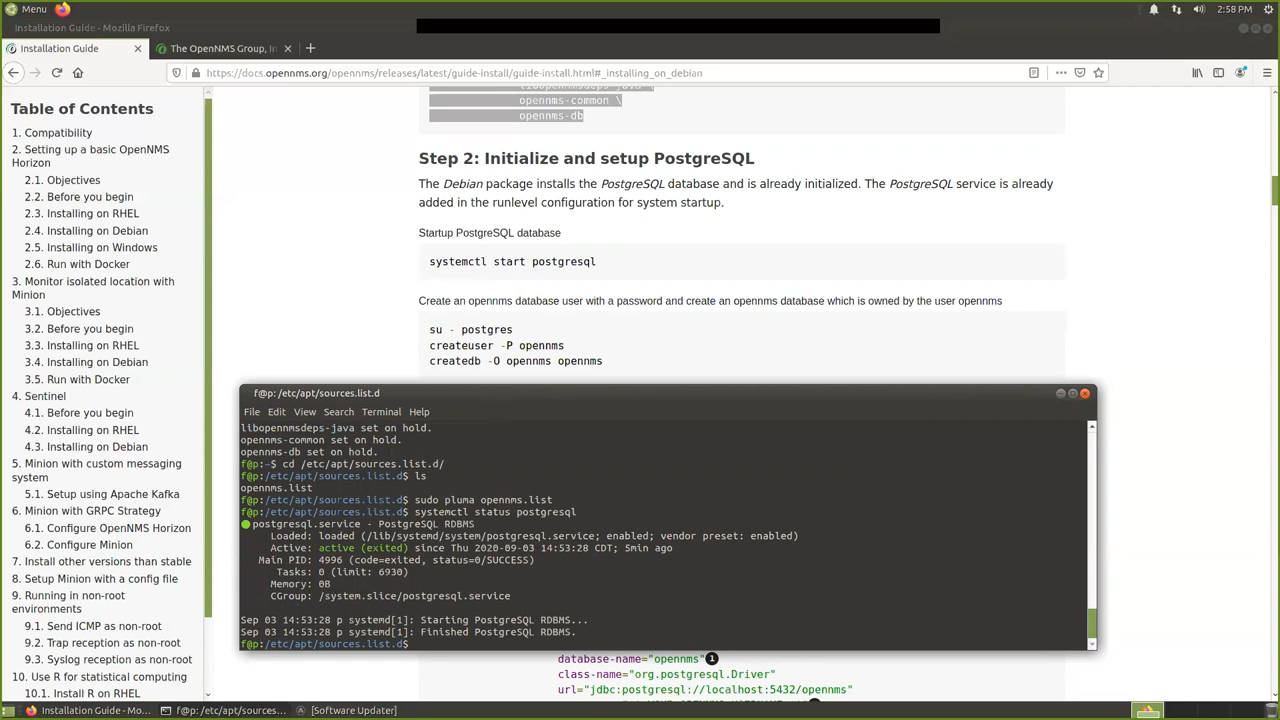 Menu
2:58 PM
Installation Guide - Mozilla Firefox
Installation Guide
The OpenNMS Group, In
https://docs.opennms.org/opennms/releases/latest/guide-install/guide-install.html#_installing_on_debian
Table of Contents
1. Compatibility
2. Setting up a basic OpenNMS
Horizon
2.1. Objectives
2.2. Before you begin
2.3. Installing on RHEL
2.4. Installing on Debian
2.5. Installing on Windows
2.6. Run with Docker
3. Monitor isolated location with
Minion
3.1. Objectives
3.2. Before you begin
3.3. Installing on RHEL
3.4. Installing on Debian
3.5. Run with Docker
4. Sentinel
4.1. Before you begin
4.2. Installing on RHEL
4.3. Installing on Debian
5. Minion with custom messaging
system
5.1. Setup using Apache Kafka
6. Minion with GRPC Strategy
6.1. Configure OpenNMS Horizon
6.2. Configure Minion
7. Install other versions than stable
8. Setup Minion with a config file
9. Running in non-root
environments
9.1. Send ICMP as non-root
9.2. Trap reception as non-root
9.3. Syslog reception as non-root
10. Use R for statistical computing
10.1. Install R on RHEL
libopennmsdeps-java \
opennms-common \
opennms-db
Step 2: Initialize and setup PostgreSQL
The Debian package installs the PostgreSQL database and is already initialized. The PostgreSQL service is already
added in the runlevel configuration for system startup.
Startup PostgreSQL database
systemctl start postgresql
Create an opennms database user with a password and create an opennms database which is owned by the user opennms
su - postgres
createuser -P opennms
createdb -O opennms opennms
f@p: /etc/apt/sources.list.d
File Edit View Search Terminal Help
libopennmsdeps-java set on hold.
opennms-common set on hold.
opennms-db set on hold.
f@p:~$ cd /etc/apt/sources.list.d/
f@p:/etc/apt/sources.list.d$ ls
opennms.list
f@p:/etc/apt/sources.list.d$ sudo pluma opennms.list
f@p:/etc/apt/sources.list.d$ systemctl status postgresql
● postgresql.service - PostgreSQL RDBMS
Loaded: loaded (/lib/systemd/system/postgresql.service; enabled; vendor preset: enabled)
Active: active (exited) since Thu 2020-09-03 14:53:28 CDT; 5min ago
Main PID: 4996 (code=exited, status=0/SUCCESS)
Tasks: 0 (limit: 6930)
Memory: 0B
CGroup: /system.slice/postgresql.service
Sep 03 14:53:28 p systemd[1]: Starting PostgreSQL RDBMS...
Sep 03 14:53:28 p systemd[1]: Finished PostgreSQL RDBMS.
f@p:/etc/apt/sources.list.d$
database-name="opennms" 1
class-name="org.postgresql.Driver"
url="jdbc:postgresql://localhost:5432/opennms"
Installation Guide - Mo...
f@p: /etc/apt/sources...
[Software Updater]